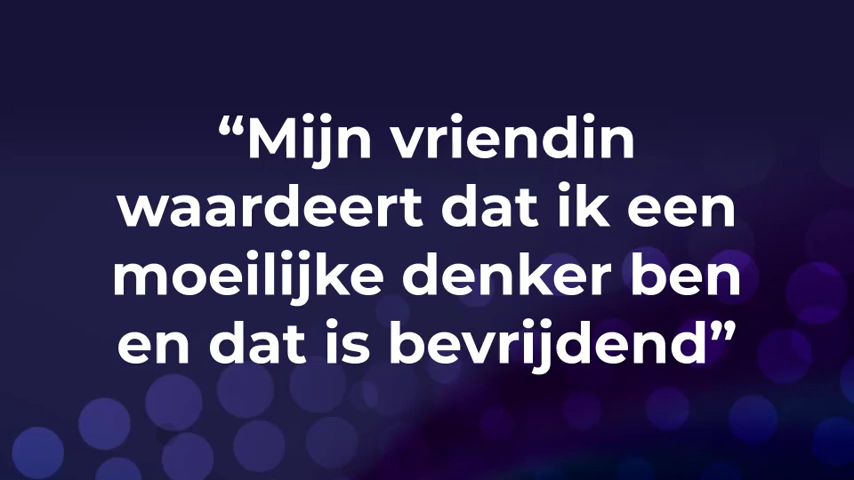 “Mijn vriendin
waardeert dat ik een
moeilijke denker ben
en dat is bevrijdend”